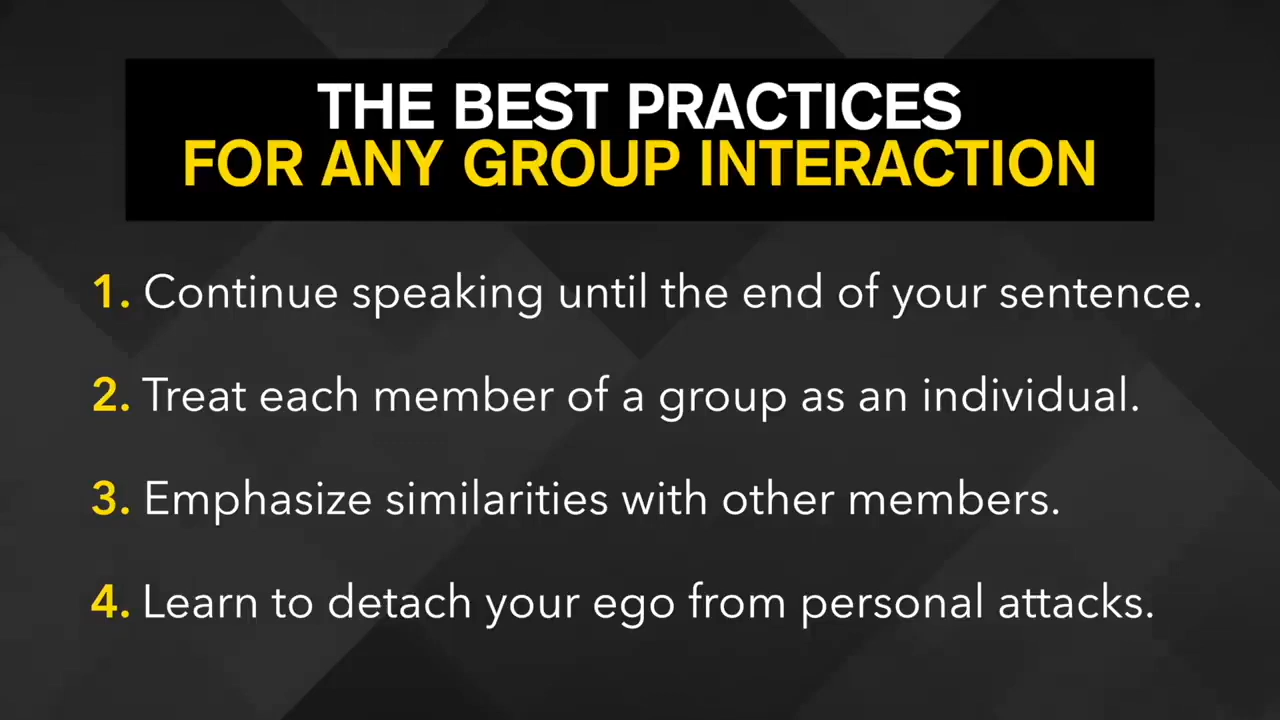 THE BEST PRACTICES
FOR ANY GROUP INTERACTION
1. Continue speaking until the end of your sentence.
2. Treat each member of a group as an individual.
3. Emphasize similarities with other members.
4. Learn to detach your ego from personal attacks.